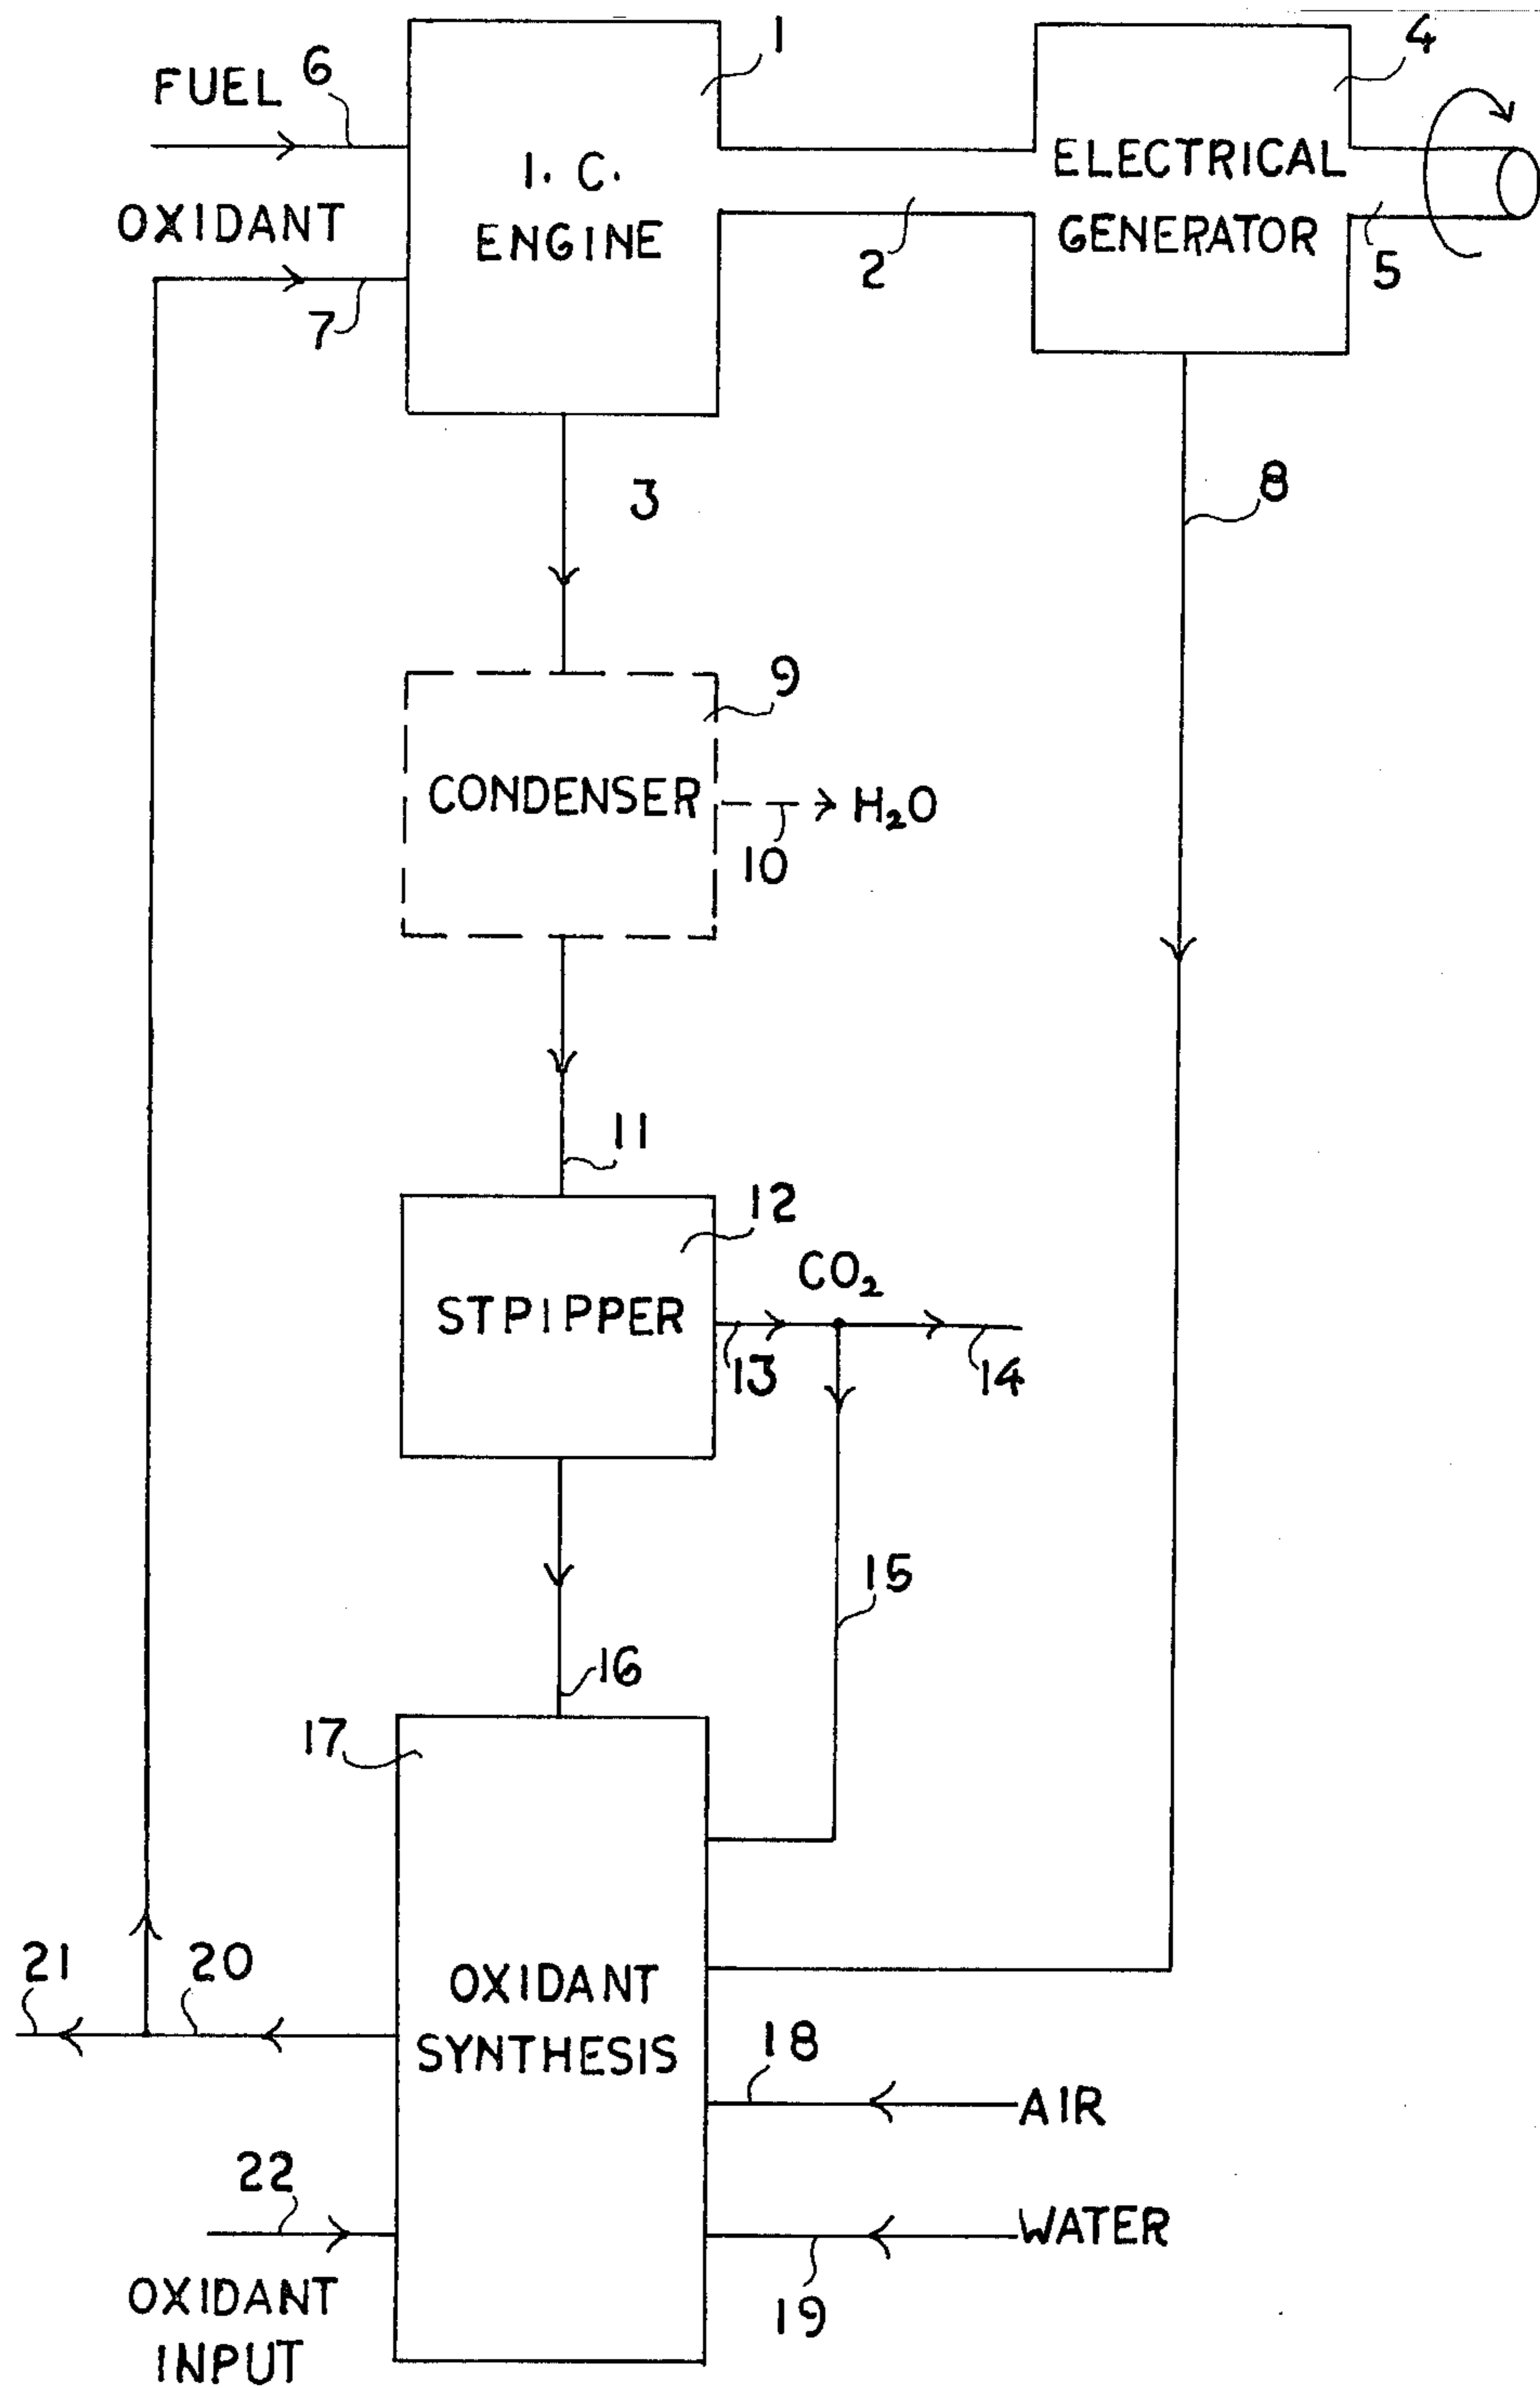 1
4
FUEL 6
I. C.
ENGINE
ELECTRICAL
GENERATOR
OXIDANT
2
5
7
3
8
9
CONDENSER
H₂O
10
11
12
CO₂
STPIPPER
13
14
15
16
17
21
20
OXIDANT
SYNTHESIS
18
AIR
22
WATER
19
OXIDANT
INPUT